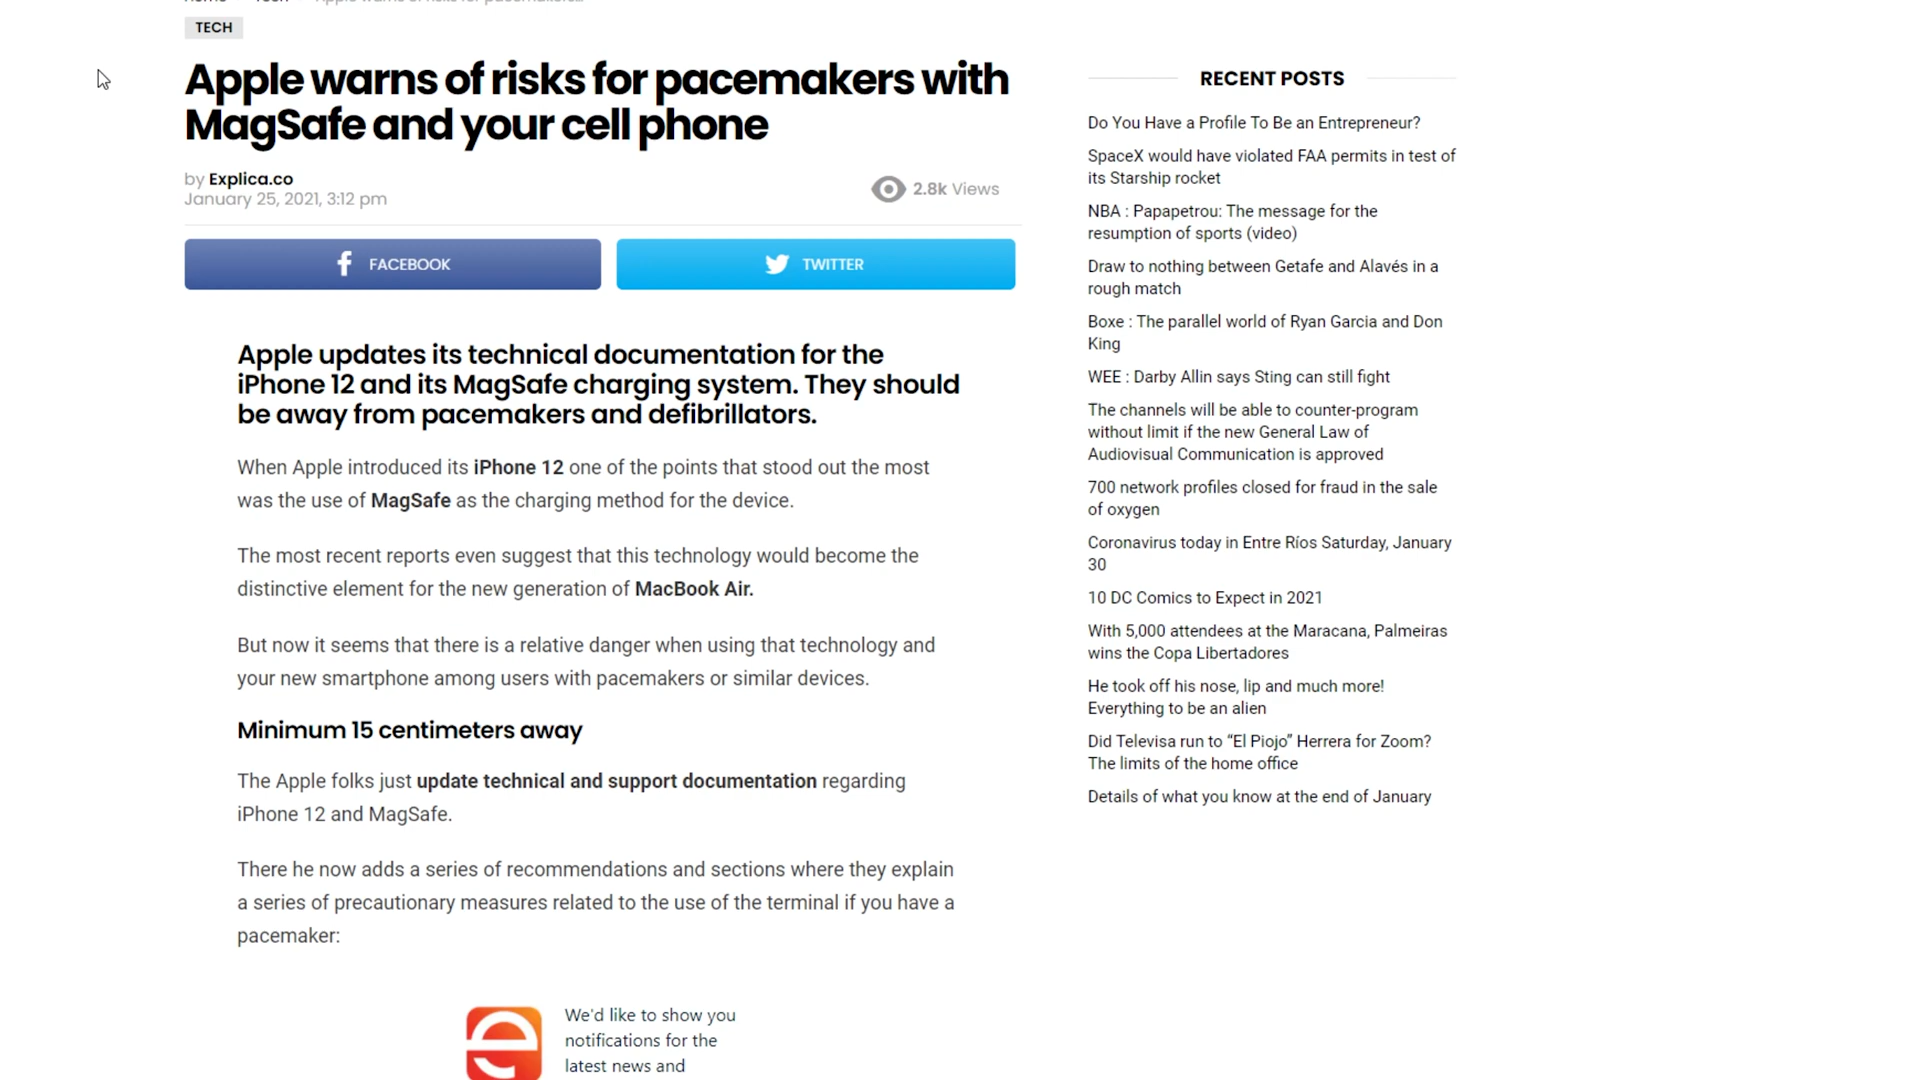 TECH
Apple warns of risks for pacemakers with
MagSafe and your cell phone
by Explica.co
January 25, 2021, 3:12 pm
2.8k Views
FACEBOOK
TWITTER
Apple updates its technical documentation for the
iPhone 12 and its MagSafe charging system. They should
be away from pacemakers and defibrillators.
When Apple introduced its iPhone 12 one of the points that stood out the most
was the use of MagSafe as the charging method for the device.
The most recent reports even suggest that this technology would become the
distinctive element for the new generation of MacBook Air.
But now it seems that there is a relative danger when using that technology and
your new smartphone among users with pacemakers or similar devices.
Minimum 15 centimeters away
The Apple folks just update technical and support documentation regarding
iPhone 12 and MagSafe.
There he now adds a series of recommendations and sections where they explain
a series of precautionary measures related to the use of the terminal if you have a
pacemaker:
We'd like to show you
notifications for the
latest news and
RECENT POSTS
Do You Have a Profile To Be an Entrepreneur?
SpaceX would have violated FAA permits in test of
its Starship rocket
NBA : Papapetrou: The message for the
resumption of sports (video)
Draw to nothing between Getafe and Alavés in a
rough match
Boxe : The parallel world of Ryan Garcia and Don
King
WEE : Darby Allin says Sting can still fight
The channels will be able to counter-program
without limit if the new General Law of
Audiovisual Communication is approved
700 network profiles closed for fraud in the sale
of oxygen
Coronavirus today in Entre Ríos Saturday, January
30
10 DC Comics to Expect in 2021
With 5,000 attendees at the Maracana, Palmeiras
wins the Copa Libertadores
He took off his nose, lip and much more!
Everything to be an alien
Did Televisa run to “El Piojo” Herrera for Zoom?
The limits of the home office
Details of what you know at the end of January